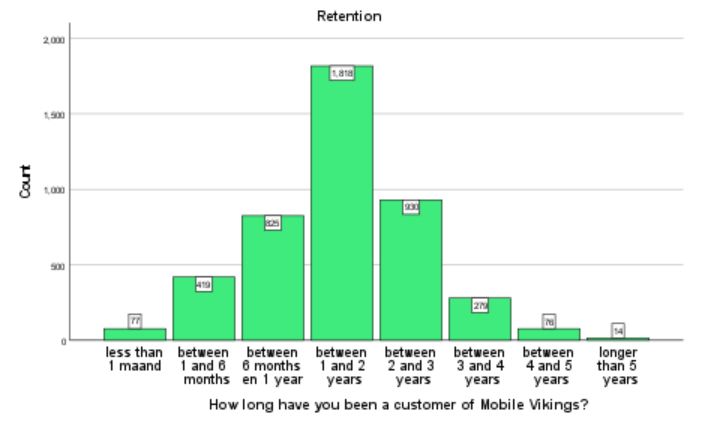 Retention
2,000
1,500
1,000
500
0
Count
77
419
825
1,818
930
279
76
14
less than
1 maand
between
1 and 6
months
between
6 months
en 1 year
between
1 and 2
years
between
2 and 3
years
between
3 and 4
years
between
4 and 5
years
longer
than 5
years
How long have you been a customer of Mobile Vikings?